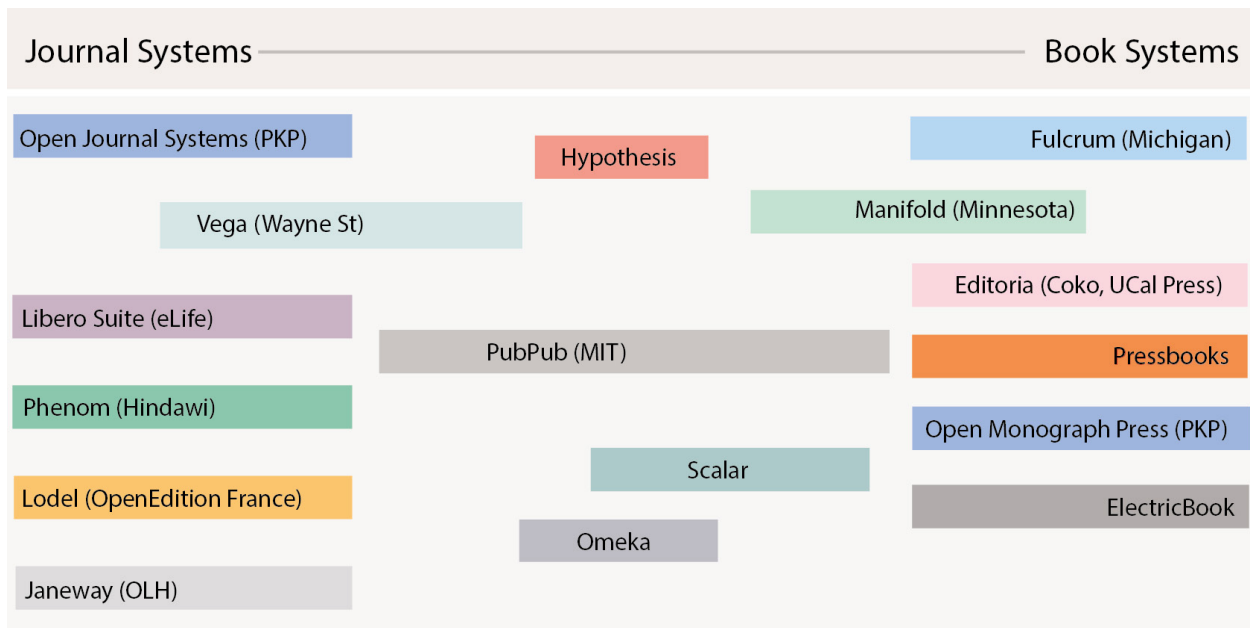 Journal Systems
Book Systems
Open Journal Systems (PKP)
Hypothesis
Fulcrum (Michigan)
Vega (Wayne St)
Manifold (Minnesota)
Editoria (Coko, UCal Press)
Libero Suite (eLife)
PubPub (MIT)
Pressbooks
Phenom (Hindawi)
Open Monograph Press (PKP)
Scalar
Lodel (OpenEdition France)
ElectricBook
Omeka
Janeway (OLH)